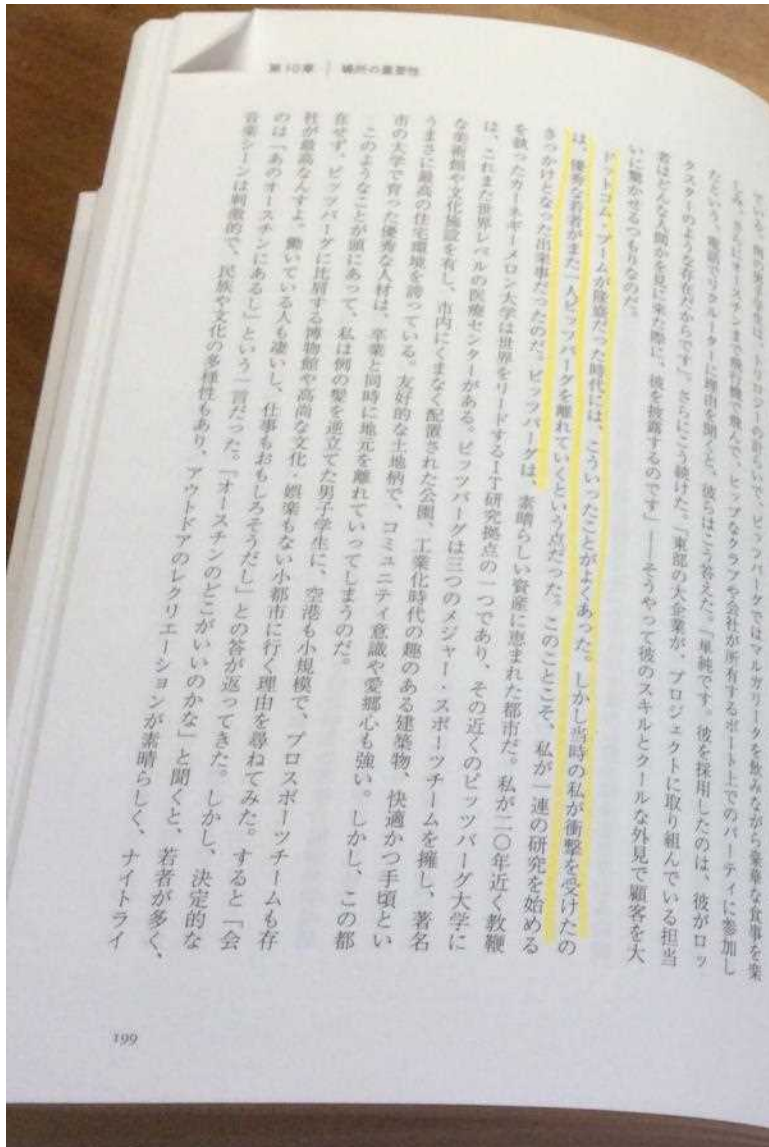 第10章 | 場所の重要性
ている。例の男子学生は、トリロジーの計らいで、ピッツバーグではマルガリータを飲みながら豪華な食事を楽
しみ、さらにオースチンまで飛行機で飛んで、ヒップなクラブや会社が所有するボート上でのパーティに参加し
たという。電話でリクルーターに理由を聞くと、彼らはこう答えた。「単純です。彼を採用したのは、彼がロッ
クスターのような存在だからです」。さらにこう続けた。「東部の大企業が、プロジェクトに取り組んでいる担当
者はどんな人間かを見に来た際に、彼を披露するのです」――そうやって彼のスキルとクールな外見で顧客を大
いに驚かせるつもりなのだ。
ドットコム・ブームが隆盛だった時代には、こういったことがよくあった。しかし当時の私が衝撃を受けたの
は、優秀な若者がまた一人ピッツバーグを離れていくという点だった。このことこそ、私が一連の研究を始める
きっかけとなった出来事だったのだ。ピッツバーグは、素晴らしい資産に恵まれた都市だ。私が二〇年近く教鞭
を執ったカーネギーメロン大学は世界をリードするIT研究拠点の一つであり、その近くのピッツバーグ大学に
は、これまた世界レベルの医療センターがある。ピッツバーグは三つのメジャー・スポーツチームを擁し、著名
な美術館や文化施設を有し、市内にくまなく配置された公園、工業化時代の趣のある建築物、快適かつ手頃とい
うまさに最高の住宅環境を誇っている。友好的な土地柄で、コミュニティ意識や愛郷心も強い。しかし、この都
市の大学で育った優秀な人材は、卒業と同時に地元を離れていってしまうのだ。
このようなことが頭にあって、私は例の髪を逆立てた男子学生に、空港も小規模で、プロスポーツチームも存
在せず、ピッツバーグに比肩する博物館や高尚な文化・娯楽もない小都市に行く理由を尋ねてみた。すると「会
社が最高なんすよ。働いている人も凄いし、仕事もおもしろそうだし」との答が返ってきた。しかし、決定的な
のは「あのオースチンにあるし」という一言だった。「オースチンのどこがいいのかな」と聞くと、若者が多く、
音楽シーンは刺激的で、民族や文化の多様性もあり、アウトドアのレクリエーションが素晴らしく、ナイトライ
199